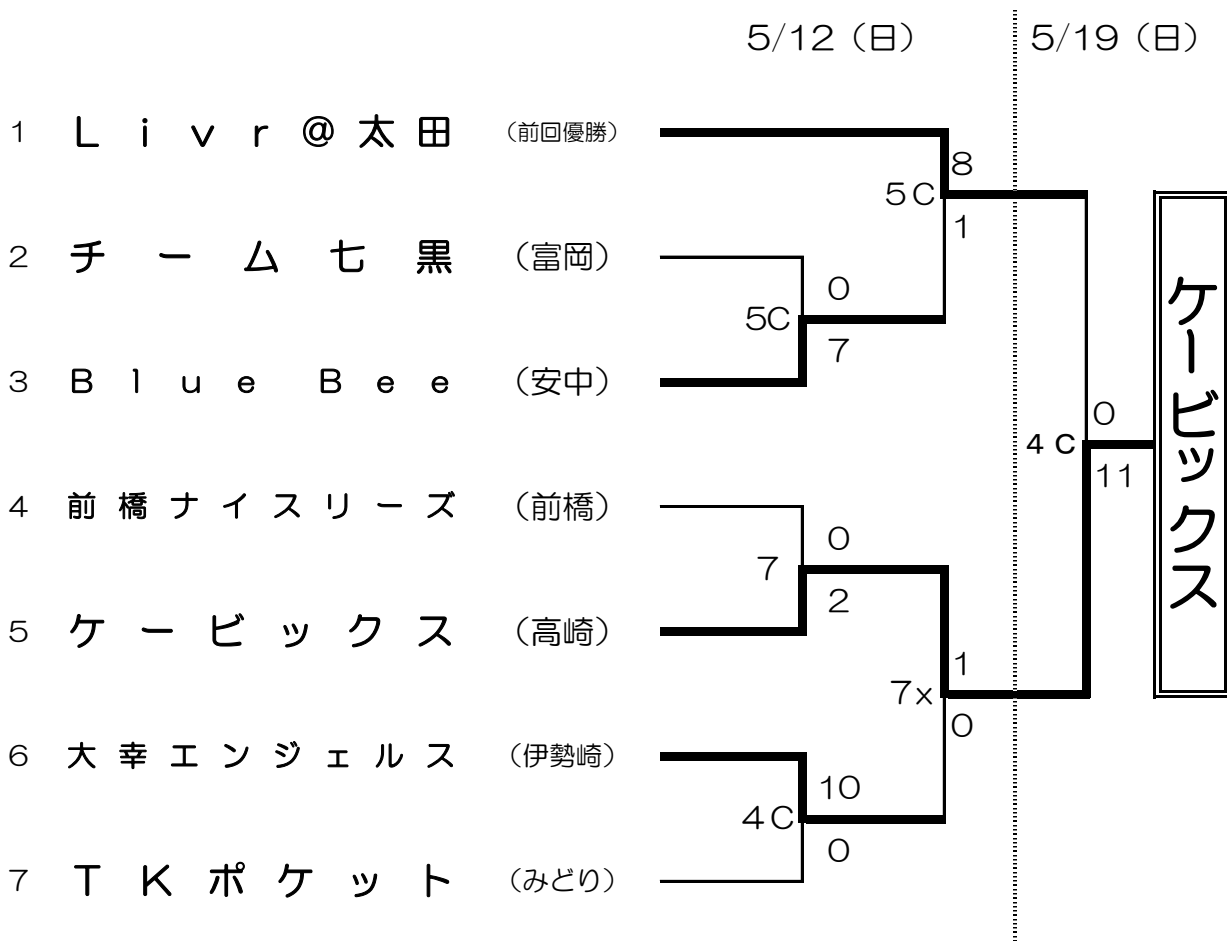 5/12（日） 5/19（日）
1 Livr@太田 （前回優勝）
8
5C
1
2 チーム七黒 （富岡）
0
5C
7
3 Blue Bee （安中）
0
4C
11
ケービックス
4 前橋ナイスリーズ （前橋）
0
7
2
5 ケービックス （高崎）
1
7x
0
6 大幸エンジェルス （伊勢崎）
10
4C
0
7 TKポケット （みどり）